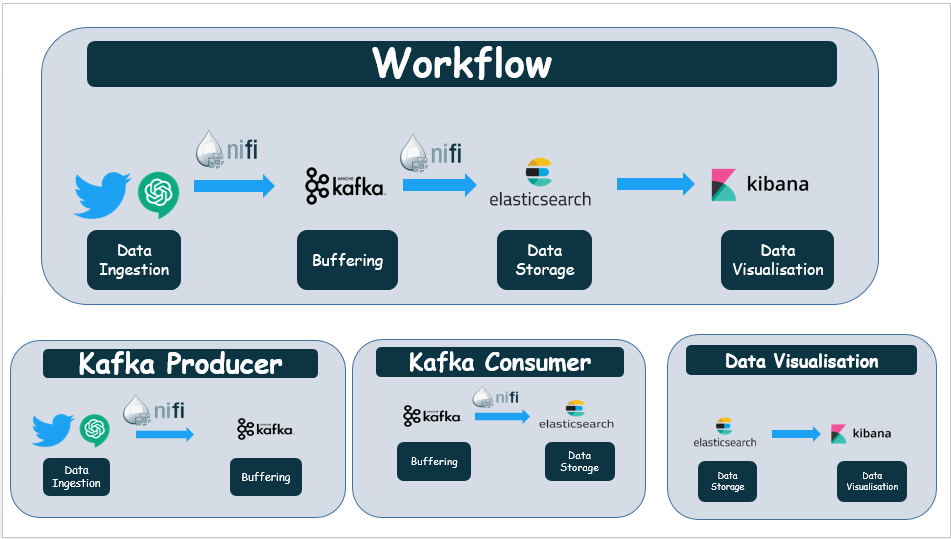 Workflow
nifi
nifi
APACHE
kafka
elasticsearch
kibana
Data
Ingestion
Buffering
Data
Storage
Data
Visualisation
Kafka Producer
nifi
kafka
Data
Ingestion
Buffering
Kafka Consumer
nifi
kafka
elasticsearch
Buffering
Data
Storage
Data Visualisation
elasticsearch
kibana
Data
Storage
Data
Visualisation